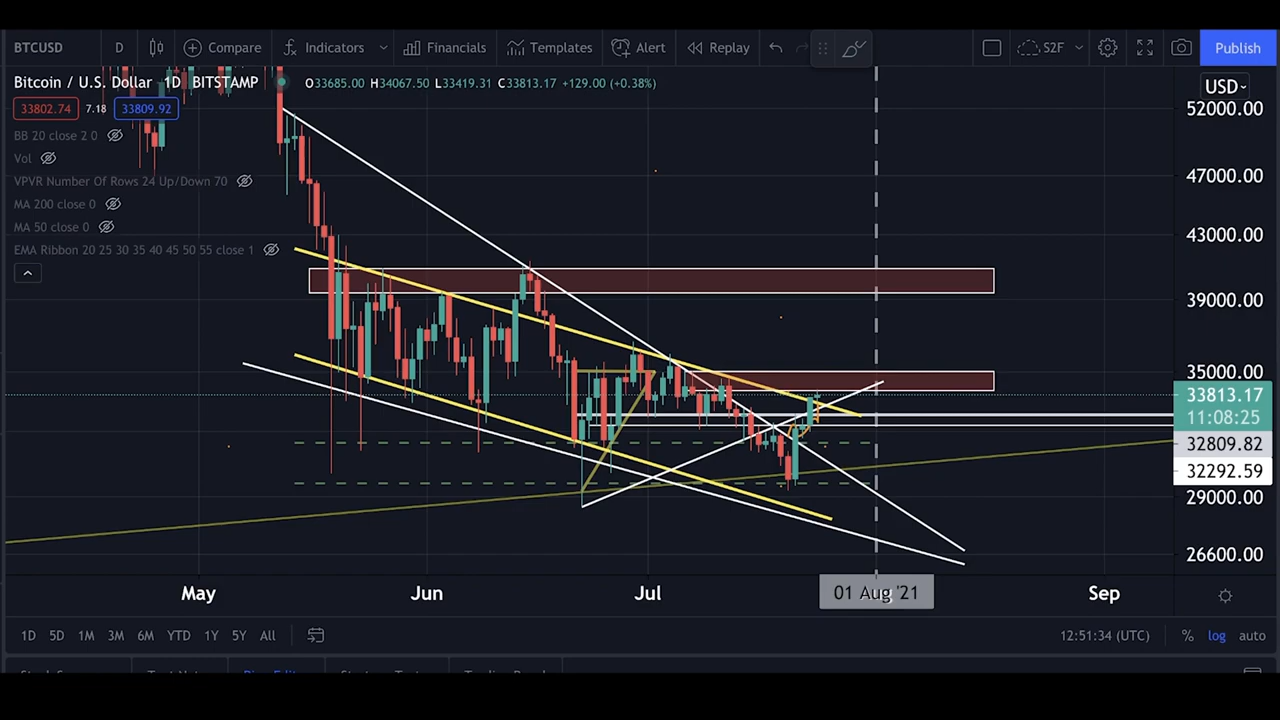 BTCUSD D Compare Indicators Financials Templates Alert Replay S2F Publish
Bitcoin / U.S. Dollar 1D BITSTAMP O33685.00 H34067.50 L33419.31 C33813.17 +129.00 (+0.38%)
USD
33802.74 7.18 33809.92
BB 20 close 2 0
Vol
VPVR Number Of Rows 24 Up/Down 70
MA 200 close 0
MA 50 close 0
EMA Ribbon 20 25 30 35 40 45 50 55 close 1
52000.00
47000.00
43000.00
39000.00
35000.00
33813.17
11:08:25
32809.82
32292.59
29000.00
26600.00
May Jun Jul 01 Aug '21 Sep
1D 5D 1M 3M 6M YTD 1Y 5Y All 12:51:34 (UTC) % log auto